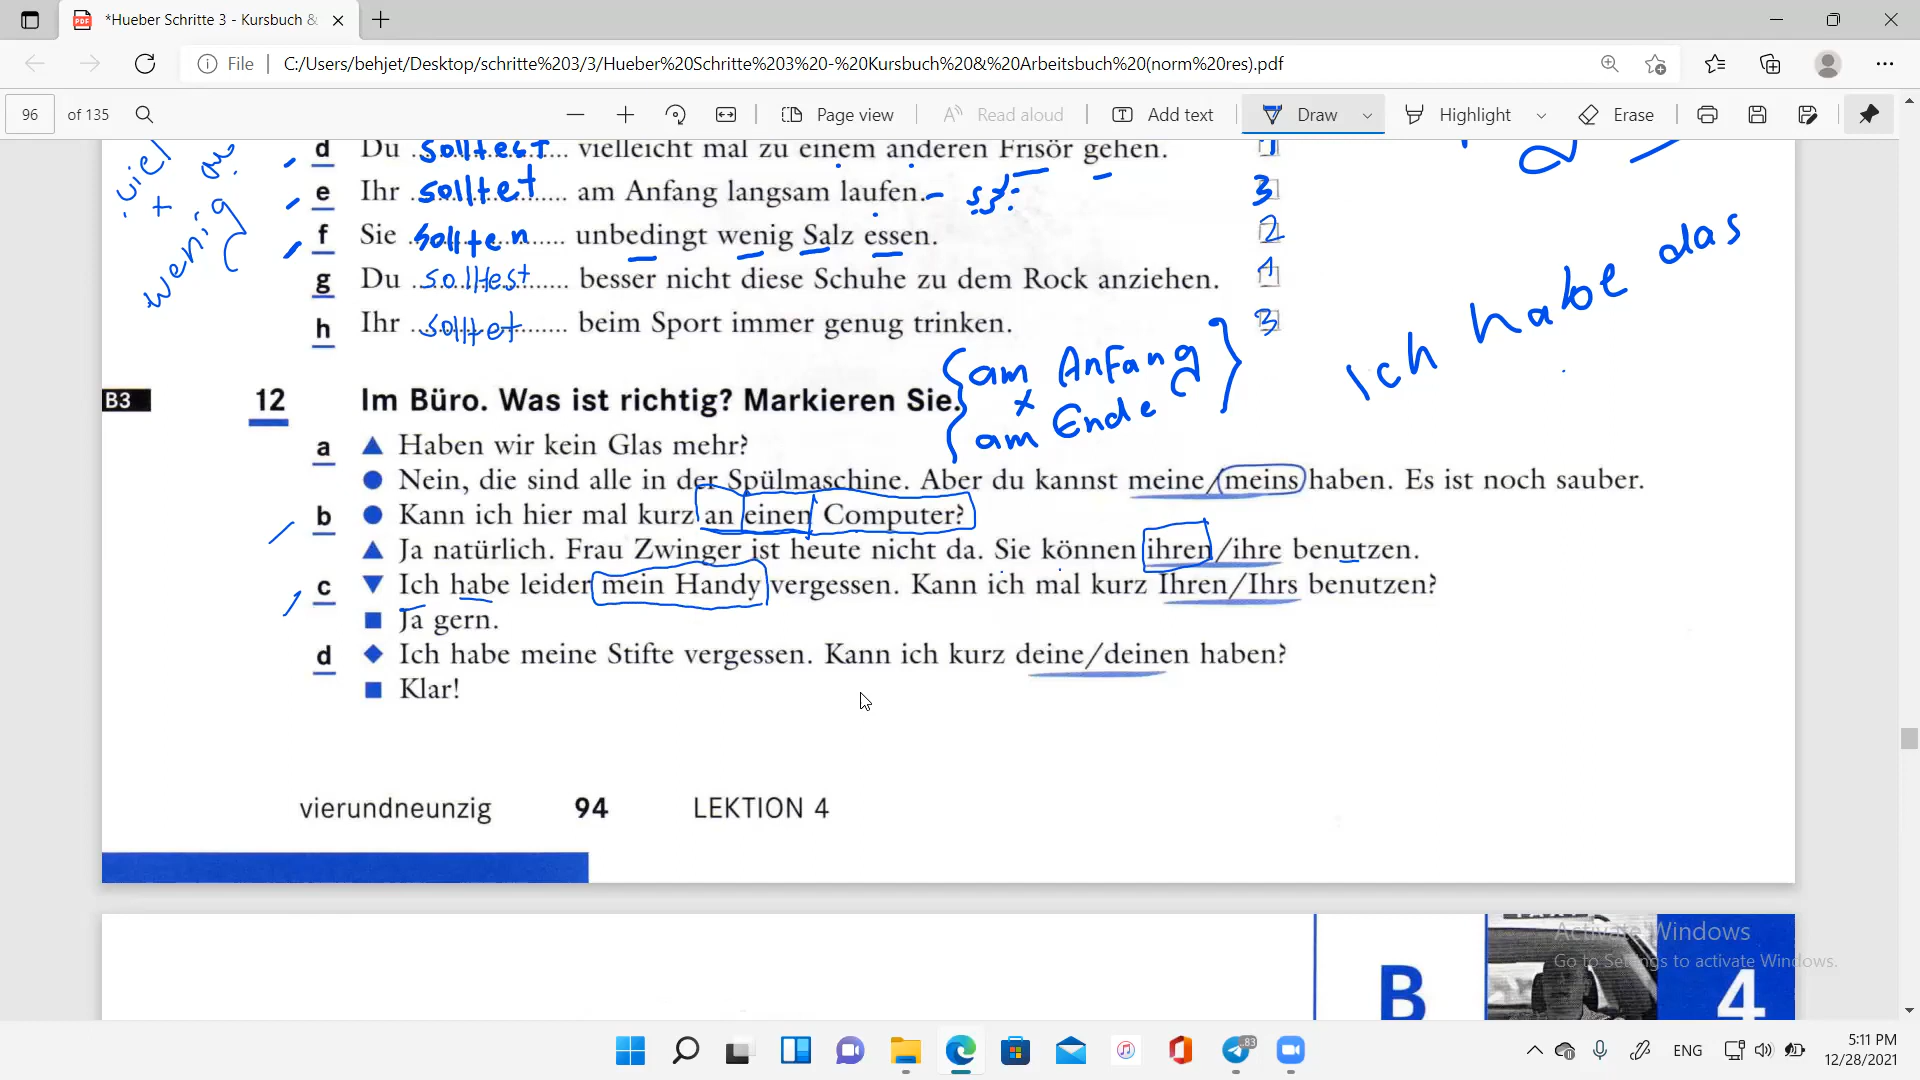 *Hueber Schritte 3 - Kursbuch &
File
C:/Users/behjet/Desktop/schritte%203/3/Hueber%20Schritte%203%20-%20Kursbuch%20&%20Arbeitsbuch%20(norm%20res).pdf
96 of 135
Page view
Read aloud
Add text
Draw
Highlight
Erase
viel
+
wenig
d Du solltest vielleicht mal zu einem anderen Frisör gehen. 1
e Ihr solltet am Anfang langsam laufen. 3
f Sie sollten unbedingt wenig Salz essen. 2
g Du solltest besser nicht diese Schuhe zu dem Rock anziehen. 1
h Ihr solltet beim Sport immer genug trinken. 3
Ich habe das
am Anfang
x
am Ende
B3 12 Im Büro. Was ist richtig? Markieren Sie.
a ▲ Haben wir kein Glas mehr?
● Nein, die sind alle in der Spülmaschine. Aber du kannst meine/meins haben. Es ist noch sauber.
b ● Kann ich hier mal kurz an einen Computer?
▲ Ja natürlich. Frau Zwinger ist heute nicht da. Sie können ihren/ihre benutzen.
c ▼ Ich habe leider mein Handy vergessen. Kann ich mal kurz Ihren/Ihrs benutzen?
■ Ja gern.
d ◆ Ich habe meine Stifte vergessen. Kann ich kurz deine/deinen haben?
■ Klar!
vierundneunzig 94 LEKTION 4
B
4
Activate Windows
Go to Settings to activate Windows.
83
ENG
5:11 PM
12/28/2021